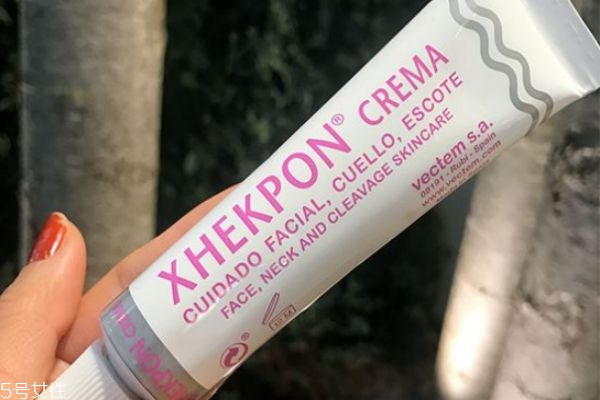 XHEKPON® CREMA
CUIDADO FACIAL, CUELLO, ESCOTE
FACE, NECK AND CLEAVAGE SKINCARE
vectem s.a.
08191 - Rubí - Spain
www.vectem.com
12 M
5号女性